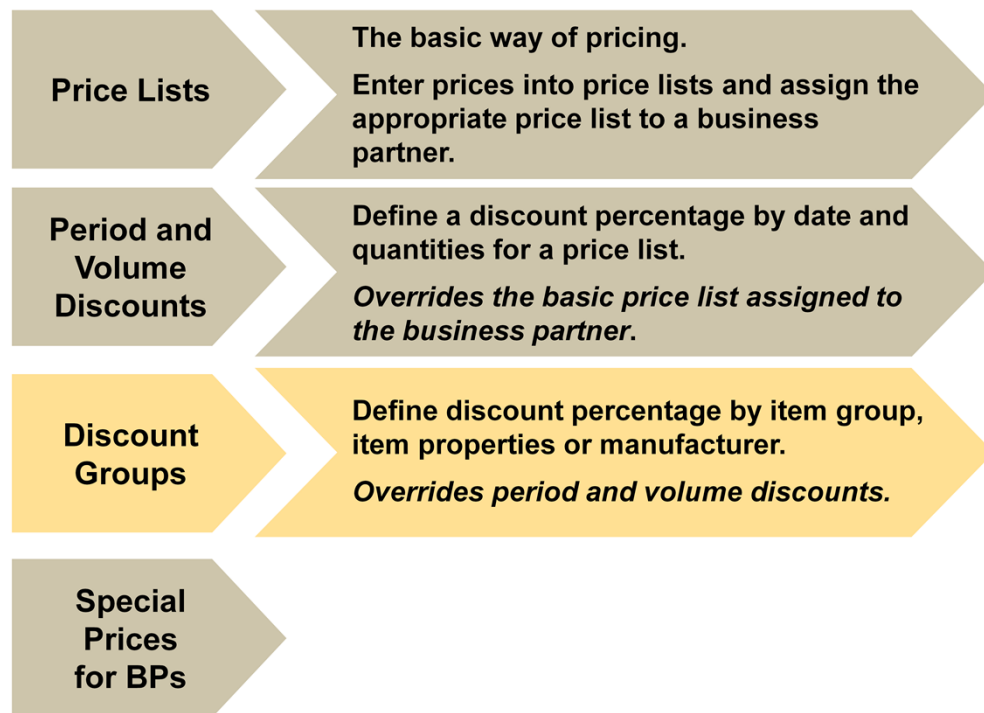 Price Lists
The basic way of pricing.
Enter prices into price lists and assign the
appropriate price list to a business
partner.
Period and
Volume
Discounts
Define a discount percentage by date and
quantities for a price list.
Overrides the basic price list assigned to
the business partner.
Discount
Groups
Define discount percentage by item group,
item properties or manufacturer.
Overrides period and volume discounts.
Special
Prices
for BPs